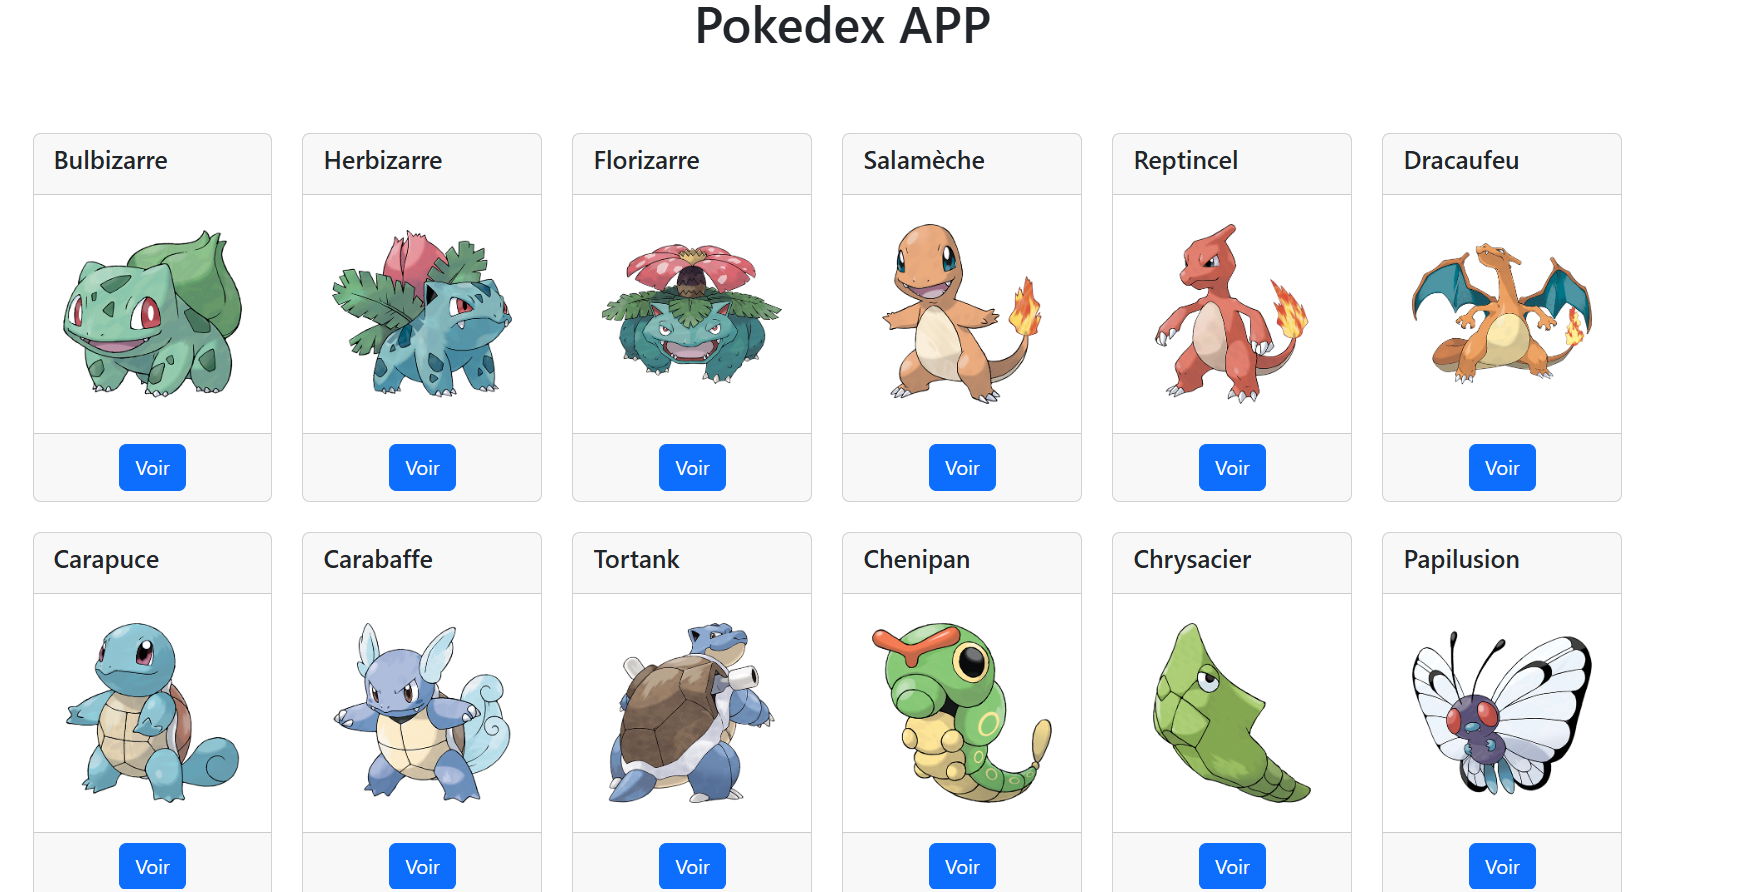 Pokedex APP
Bulbizarre
Herbizarre
Florizarre
Salamèche
Reptincel
Dracaufeu
Voir
Voir
Voir
Voir
Voir
Voir
Carapuce
Carabaffe
Tortank
Chenipan
Chrysacier
Papilusion
Voir
Voir
Voir
Voir
Voir
Voir